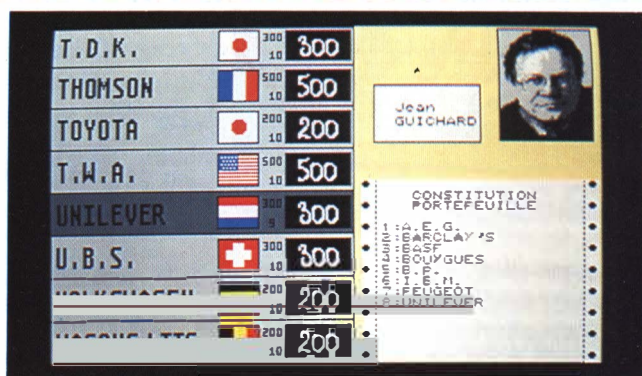 T.D.K. 300 10 300
THOMSON 500 10 500
TOYOTA 200 10 200
T.W.A. 500 10 500
UNILEVER 300 300
U.B.S. 300 10 300
200 10 200
200 10 200
Jean
GUICHARD
CONSTITUTION
PORTEFEUILLE
1:A.E.G.
2:BARCLAY'S
3:BASF
4:BOUYGUES
5:B.P.
6:I.B.M.
7:PEUGEOT
8:UNILEVER